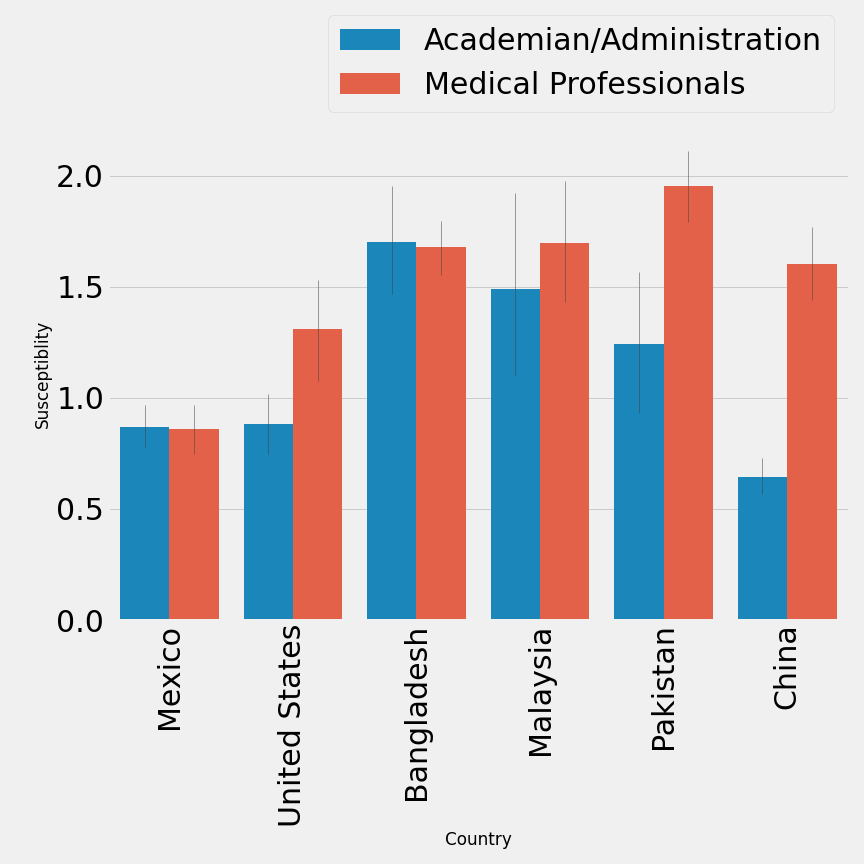 Academian/Administration
Medical Professionals
2.0
1.5
1.0
0.5
0.0
Susceptiblity
Mexico
United States
Bangladesh
Malaysia
Pakistan
China
Country